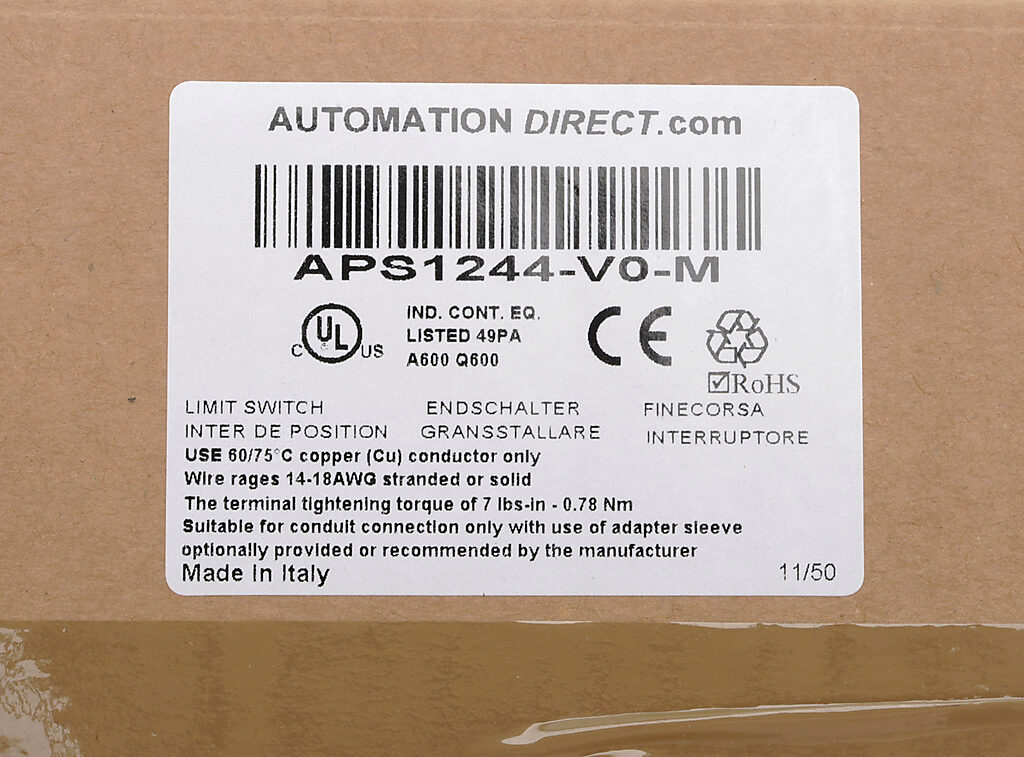 AUTOMATION DIRECT.com
APS1244-V0-M
C UL US
IND. CONT. EQ.
LISTED 49PA
A600 Q600
CE
RoHS
LIMIT SWITCH ENDSCHALTER FINECORSA
INTER DE POSITION GRANSSTALLARE INTERRUPTORE
USE 60/75°C copper (Cu) conductor only
Wire rages 14-18AWG stranded or solid
The terminal tightening torque of 7 lbs-in - 0.78 Nm
Suitable for conduit connection only with use of adapter sleeve
optionally provided or recommended by the manufacturer
Made in Italy 11/50